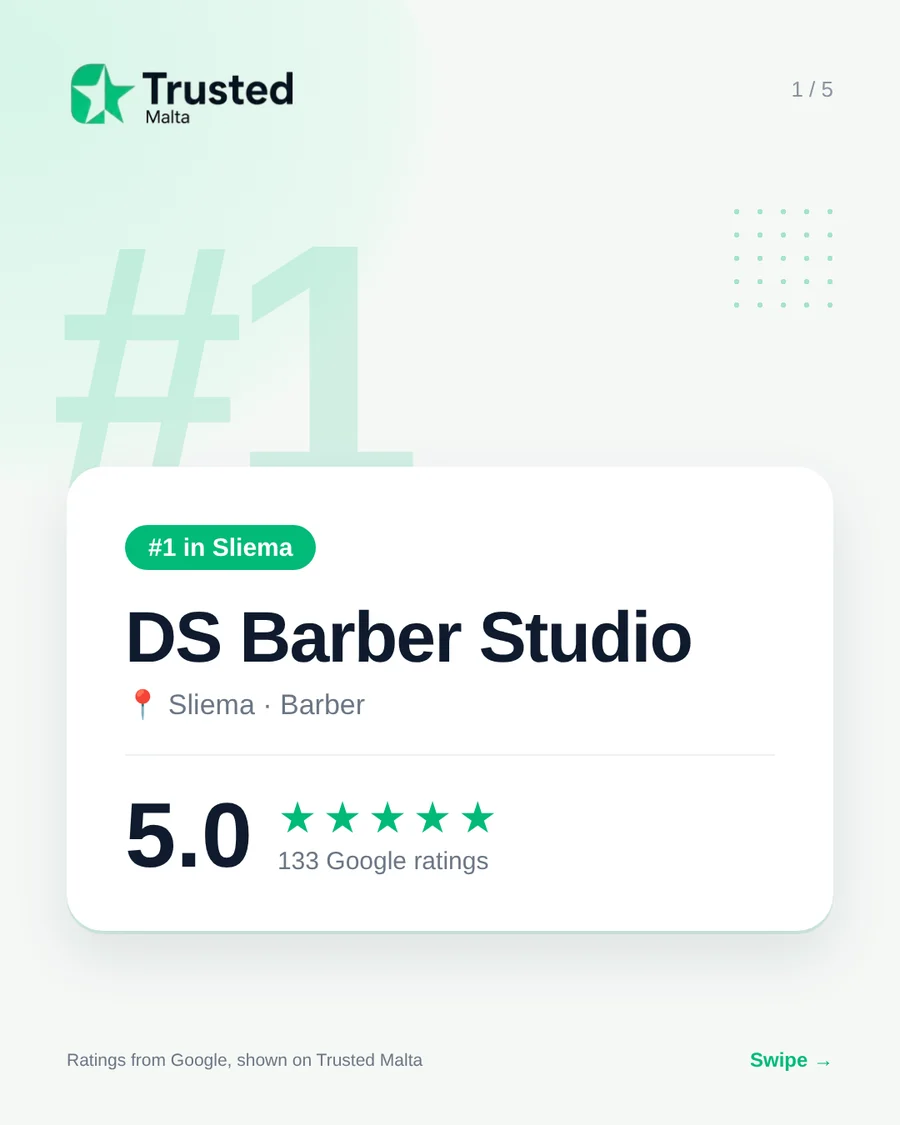 Trusted
Malta
1 / 5
#1
#1 in Sliema
DS Barber Studio
📍 Sliema · Barber
5.0
★★★★★
133 Google ratings
Ratings from Google, shown on Trusted Malta
Swipe →